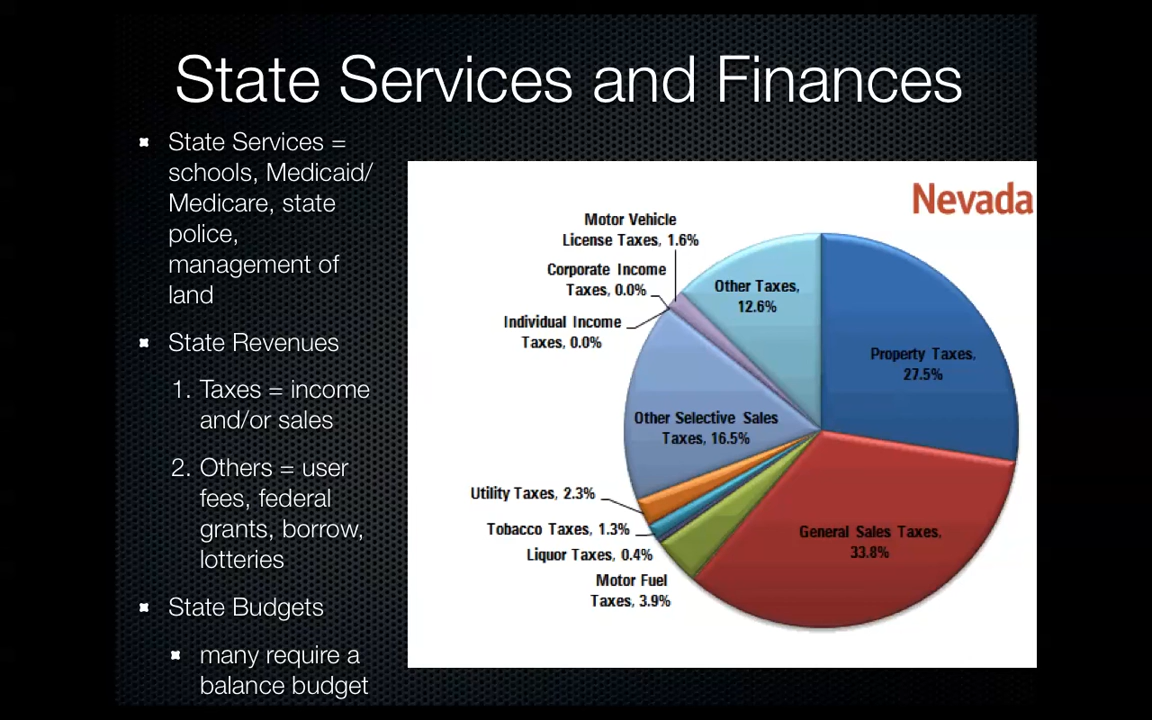 State Services and Finances
State Services =
schools, Medicaid/
Medicare, state
police,
management of
land
State Revenues
1. Taxes = income
and/or sales
2. Others = user
fees, federal
grants, borrow,
lotteries
State Budgets
many require a
balance budget
Nevada
Motor Vehicle
License Taxes, 1.6%
Corporate Income
Taxes, 0.0%
Individual Income
Taxes, 0.0%
Other Taxes,
12.6%
Property Taxes,
27.5%
Other Selective Sales
Taxes, 16.5%
Utility Taxes, 2.3%
Tobacco Taxes, 1.3%
Liquor Taxes, 0.4%
Motor Fuel
Taxes, 3.9%
General Sales Taxes,
33.8%